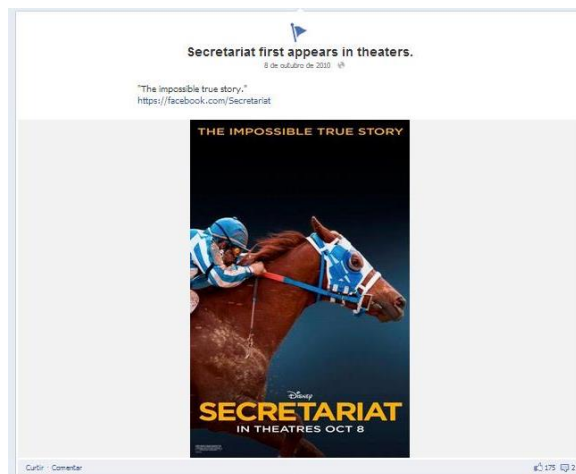 Secretariat first appears in theaters.
8 de outubro de 2010
"The impossible true story."
https://facebook.com/Secretariat
THE IMPOSSIBLE TRUE STORY
Disney
SECRETARIAT
IN THEATRES OCT 8
Curtir · Comentar
175 2